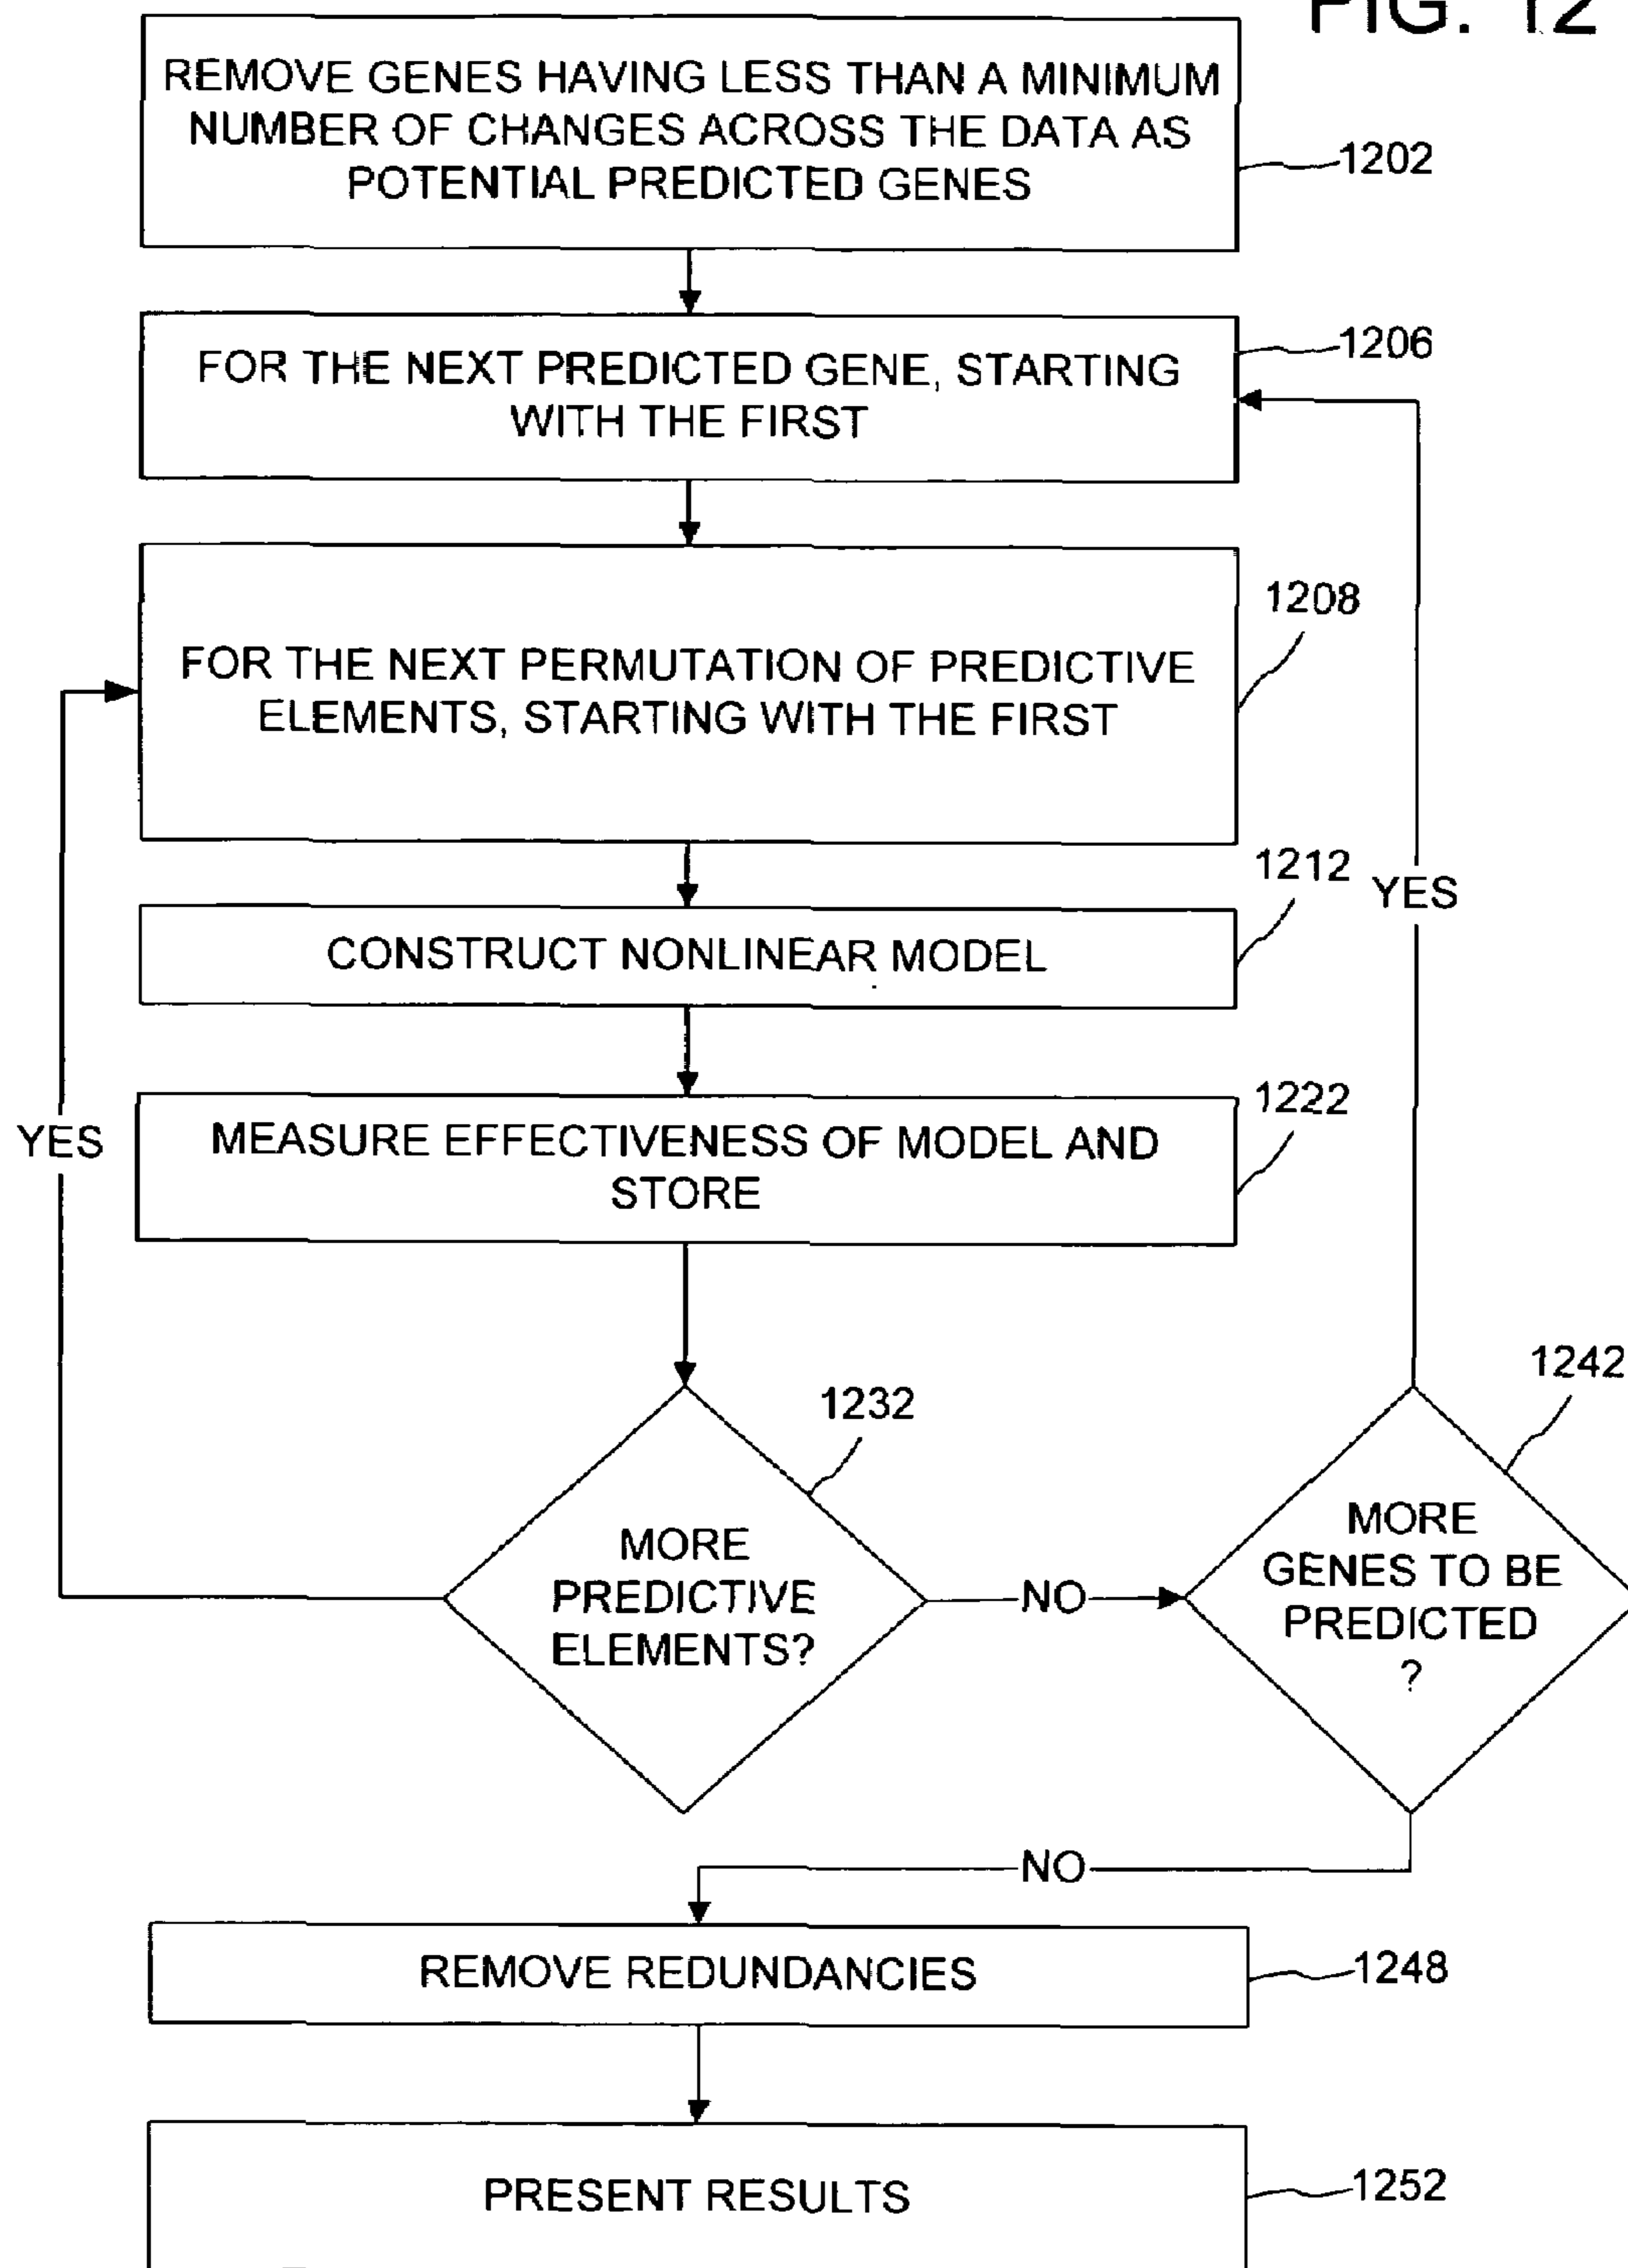 FIG. 12
REMOVE GENES HAVING LESS THAN A MINIMUM
NUMBER OF CHANGES ACROSS THE DATA AS
POTENTIAL PREDICTED GENES
1202
FOR THE NEXT PREDICTED GENE, STARTING
WITH THE FIRST
1206
FOR THE NEXT PERMUTATION OF PREDICTIVE
ELEMENTS, STARTING WITH THE FIRST
1208
CONSTRUCT NONLINEAR MODEL
1212
YES
MEASURE EFFECTIVENESS OF MODEL AND
STORE
1222
YES
MORE
PREDICTIVE
ELEMENTS?
1232
NO
MORE
GENES TO BE
PREDICTED
?
1242
NO
REMOVE REDUNDANCIES
1248
PRESENT RESULTS
1252